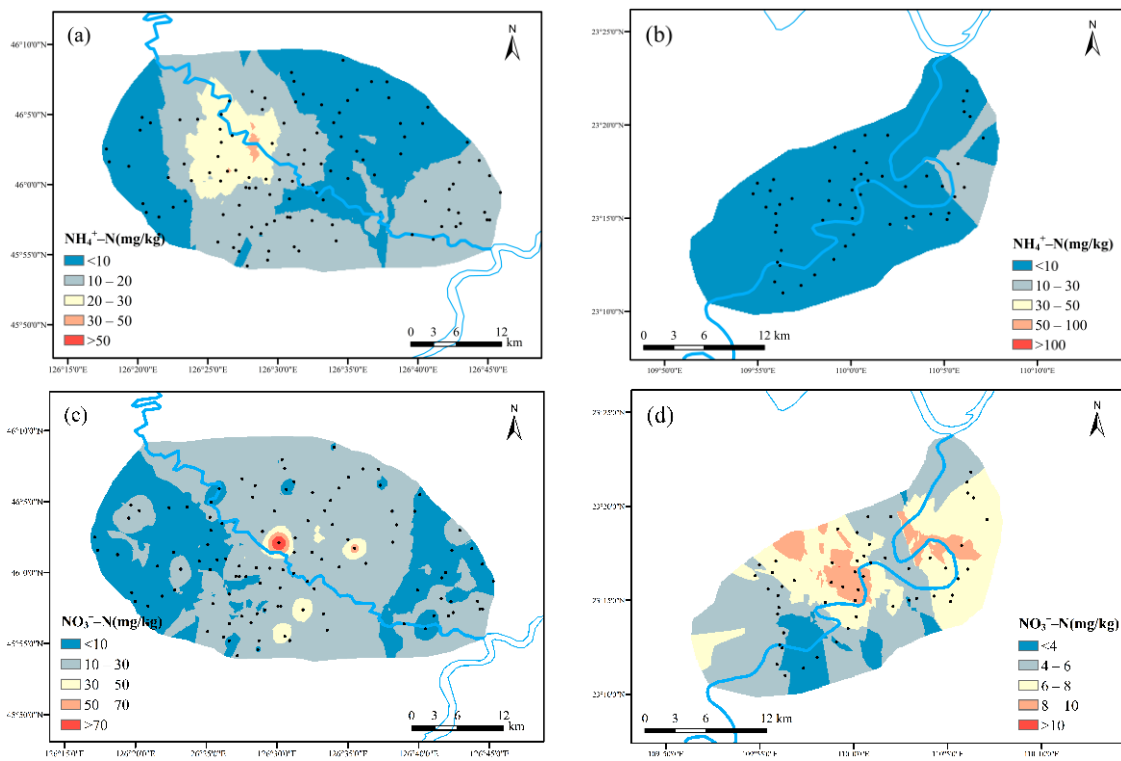 (a)
N
46°10'0"N
46°5'0"N
46°0'0"N
45°55'0"N
45°50'0"N
NH₄⁺–N(mg/kg)
<10
10 – 20
20 – 30
30 – 50
>50
0 3 6 12
km
126°15'0"E 126°20'0"E 126°25'0"E 126°30'0"E 126°35'0"E 126°40'0"E 126°45'0"E
(b)
N
23°25'0"N
23°20'0"N
23°15'0"N
23°10'0"N
NH₄⁺–N(mg/kg)
<10
10 – 30
30 – 50
50 – 100
>100
0 3 6 12 km
109°50'0"E 109°55'0"E 110°0'0"E 110°5'0"E 110°10'0"E
(c)
N
NO₃⁻–N(mg/kg)
<10
10 30
30 50
50 70
>70
0 3 6 12
km
(d)
N
NO₃⁻–N(mg/kg)
<4
4 – 6
6 – 8
8 10
>10
0 3 6 12 km